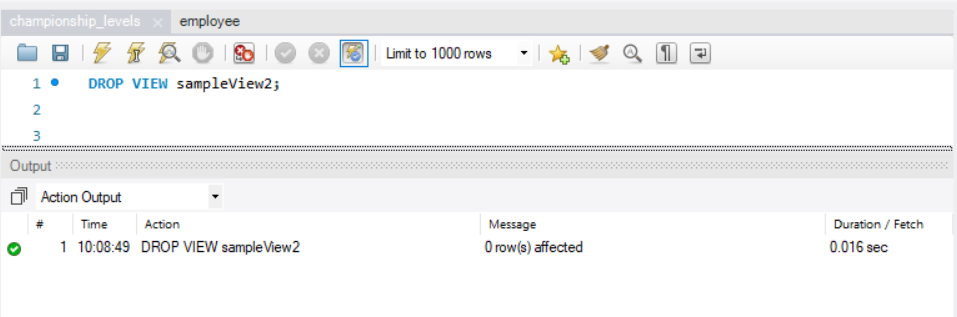 championship_levels × employee
Limit to 1000 rows
1 DROP VIEW sampleView2;
2
3
Output
Action Output
# Time Action Message Duration / Fetch
1 10:08:49 DROP VIEW sampleView2 0 row(s) affected 0.016 sec